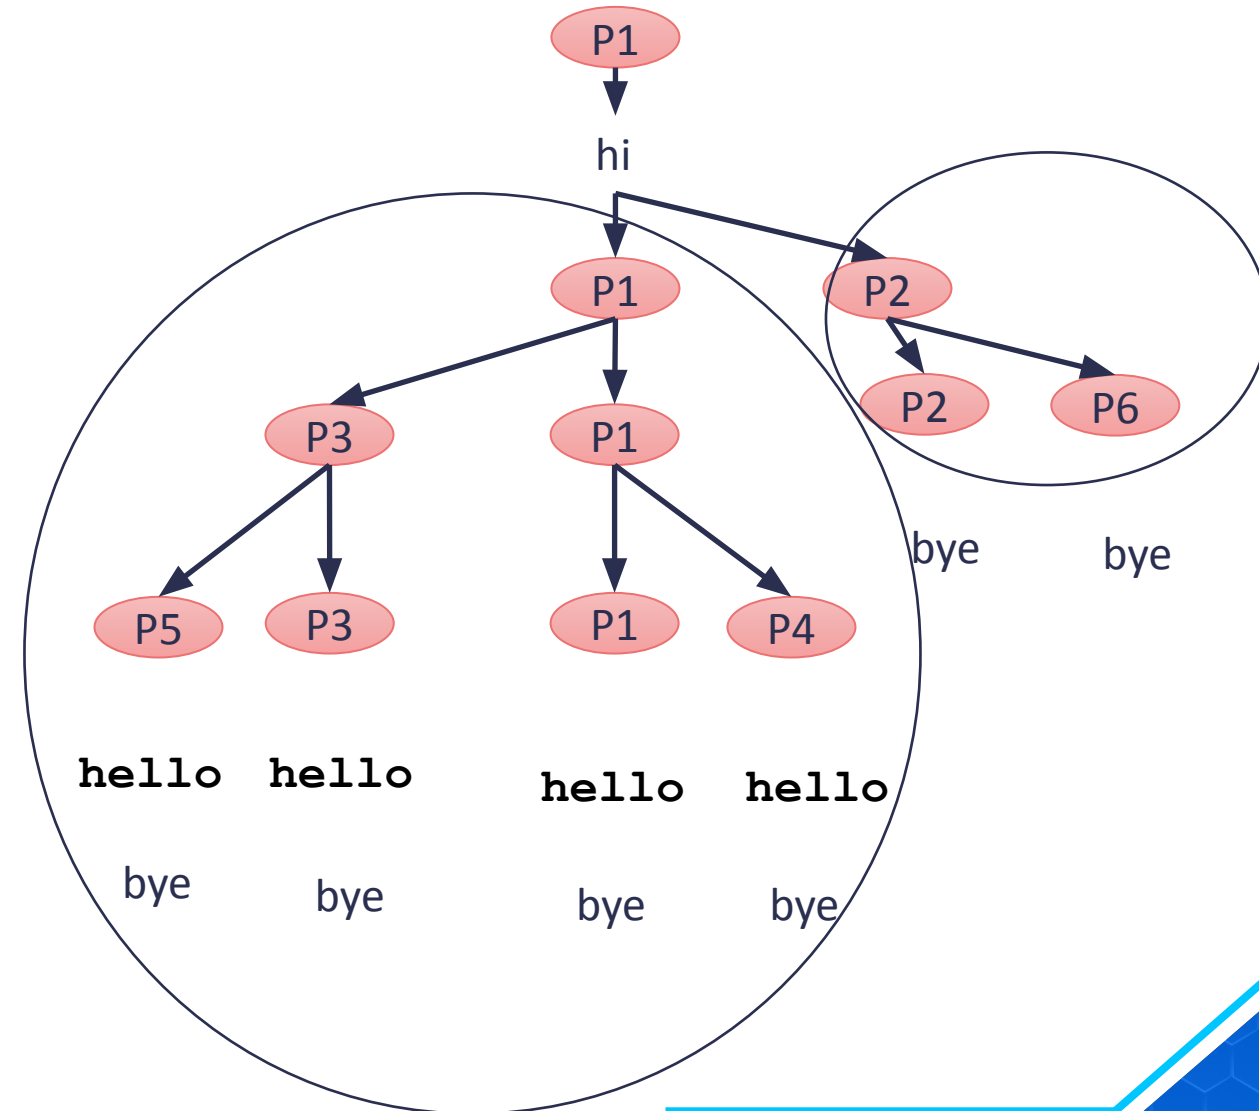 P1
hi
P1 P2
P2 P6
P3 P1
bye bye
P5 P3 P1 P4
hello hello hello hello
bye bye bye bye